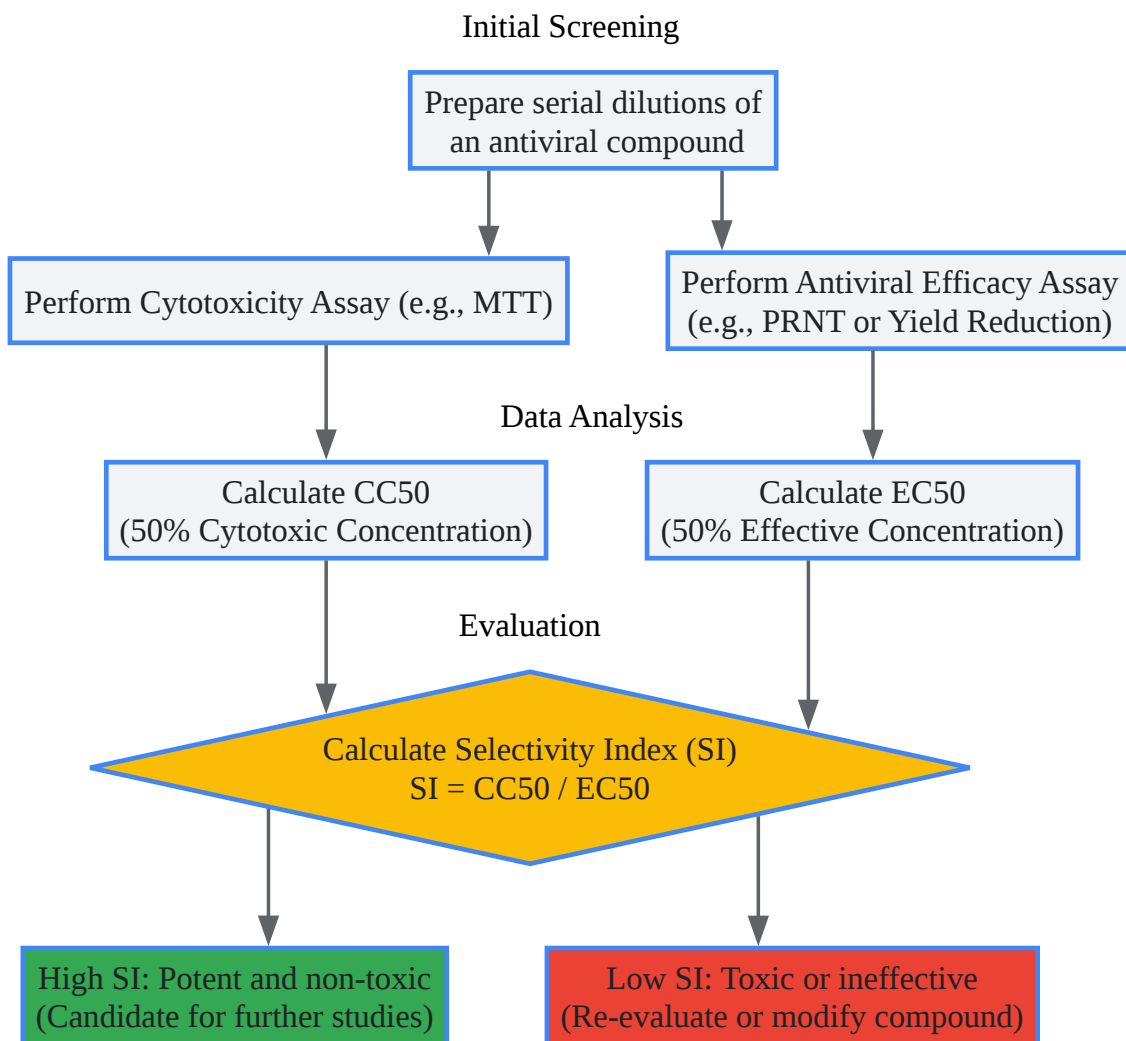 Initial Screening
Prepare serial dilutions of
an antiviral compound
Perform Cytotoxicity Assay (e.g., MTT)
Perform Antiviral Efficacy Assay
(e.g., PRNT or Yield Reduction)
Data Analysis
Calculate CC50
(50% Cytotoxic Concentration)
Calculate EC50
(50% Effective Concentration)
Evaluation
Calculate Selectivity Index (SI)
SI = CC50 / EC50
High SI: Potent and non-toxic
(Candidate for further studies)
Low SI: Toxic or ineffective
(Re-evaluate or modify compound)